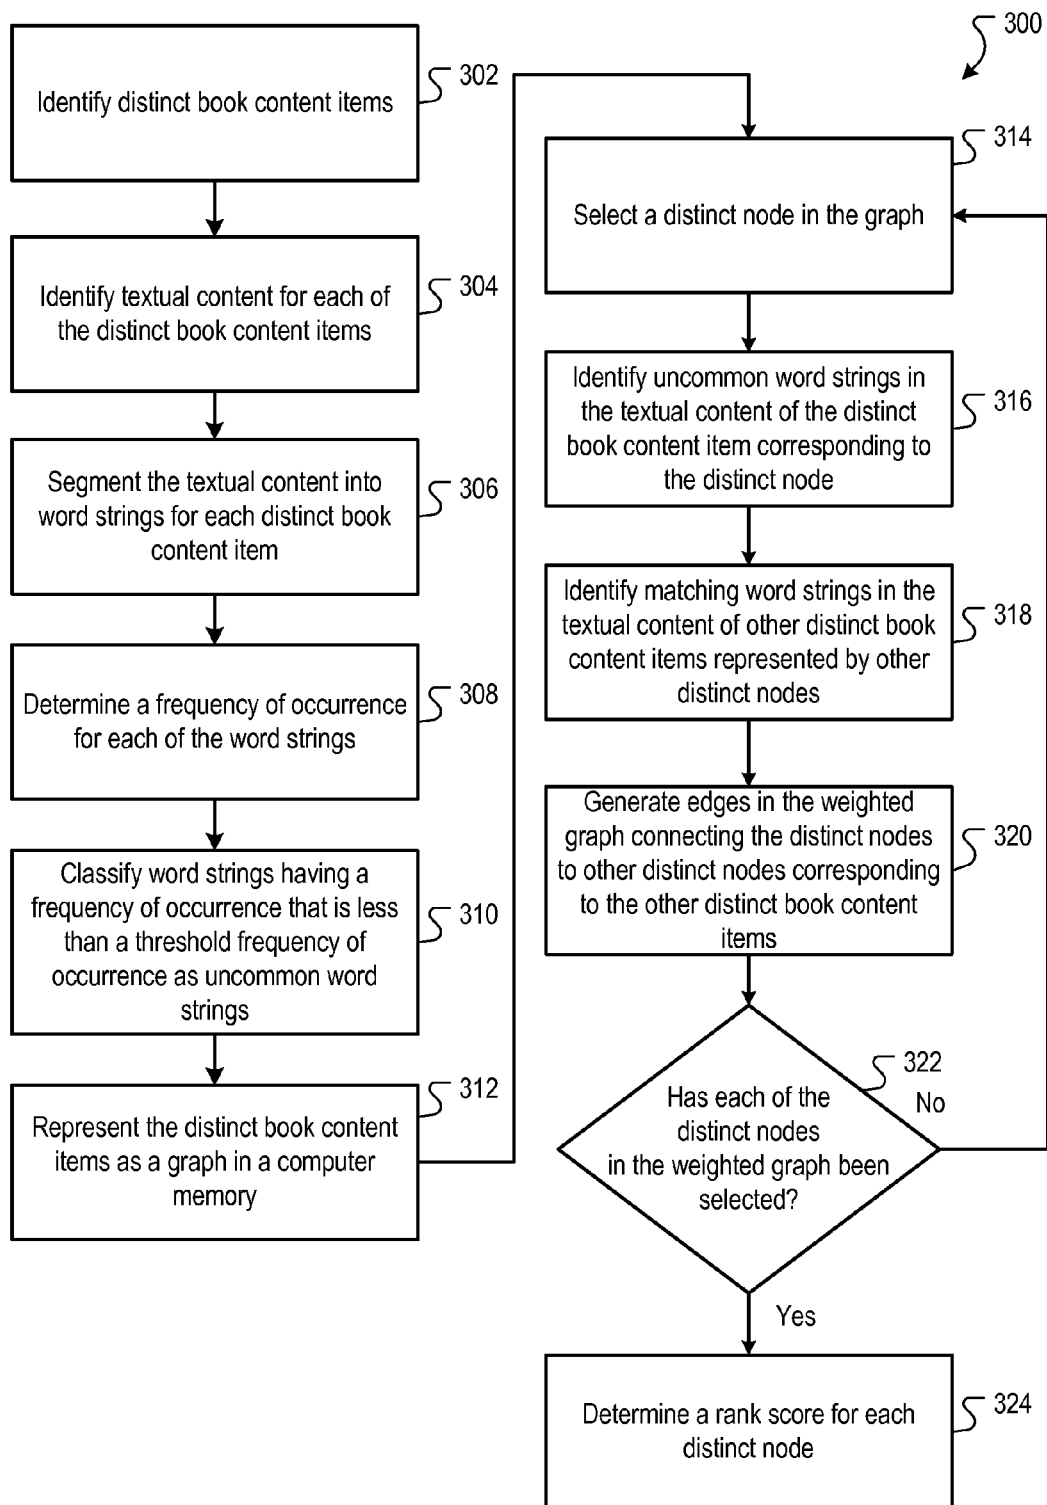 300
Identify distinct book content items
302
Identify textual content for each of
the distinct book content items
304
Segment the textual content into
word strings for each distinct book
content item
306
Determine a frequency of occurrence
for each of the word strings
308
Classify word strings having a
frequency of occurrence that is less
than a threshold frequency of
occurrence as uncommon word
strings
310
Represent the distinct book content
items as a graph in a computer
memory
312
Select a distinct node in the graph
314
Identify uncommon word strings in
the textual content of the distinct
book content item corresponding to
the distinct node
316
Identify matching word strings in the
textual content of other distinct book
content items represented by other
distinct nodes
318
Generate edges in the weighted
graph connecting the distinct nodes
to other distinct nodes corresponding
to the other distinct book content
items
320
Has each of the
distinct nodes
in the weighted graph been
selected?
322
No
Yes
Determine a rank score for each
distinct node
324